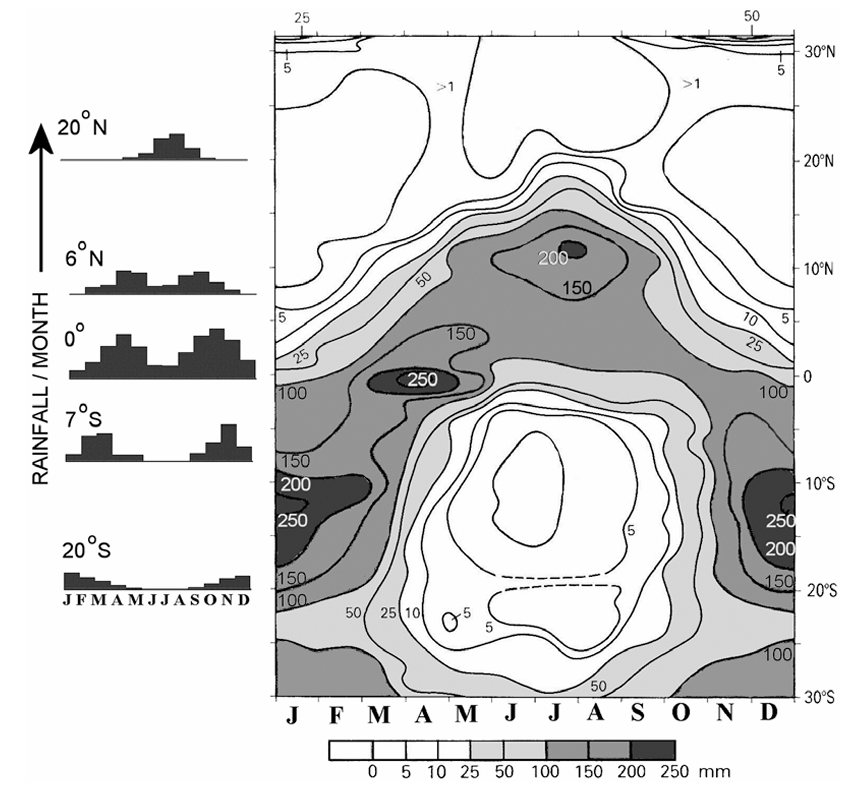 25 50
5 5 30°N
>1 >1
20°N 20°N
200 10°N
6°N 50 150
5 10 5
0° 150 25
25 0
250
100 100
7°S
150
200 10°S
250 5 250
200
20°S 150 150
100 20°S
J F M A M J J A S O N D
50 25 10 5 5
100
50 30°S
J F M A M J J A S O N D
0 5 10 25 50 100 150 200 250 mm
RAINFALL / MONTH